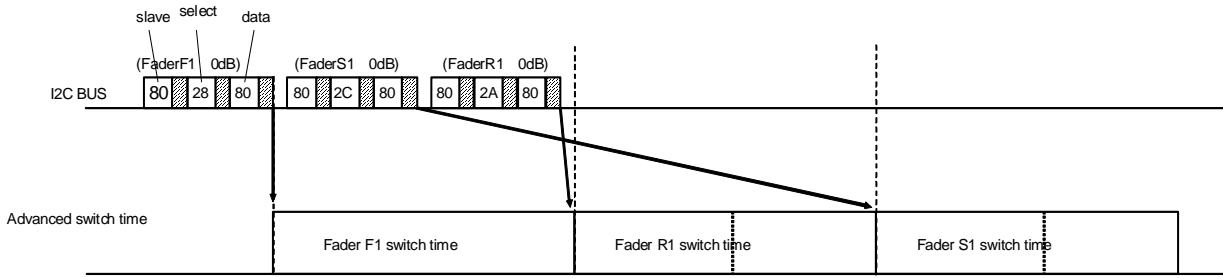 slave select data
(FaderF1 0dB) (FaderS1 0dB) (FaderR1 0dB)
I2C BUS 80 28 80 80 2C 80 80 2A 80
Advanced switch time
Fader F1 switch time Fader R1 switch time Fader S1 switch time